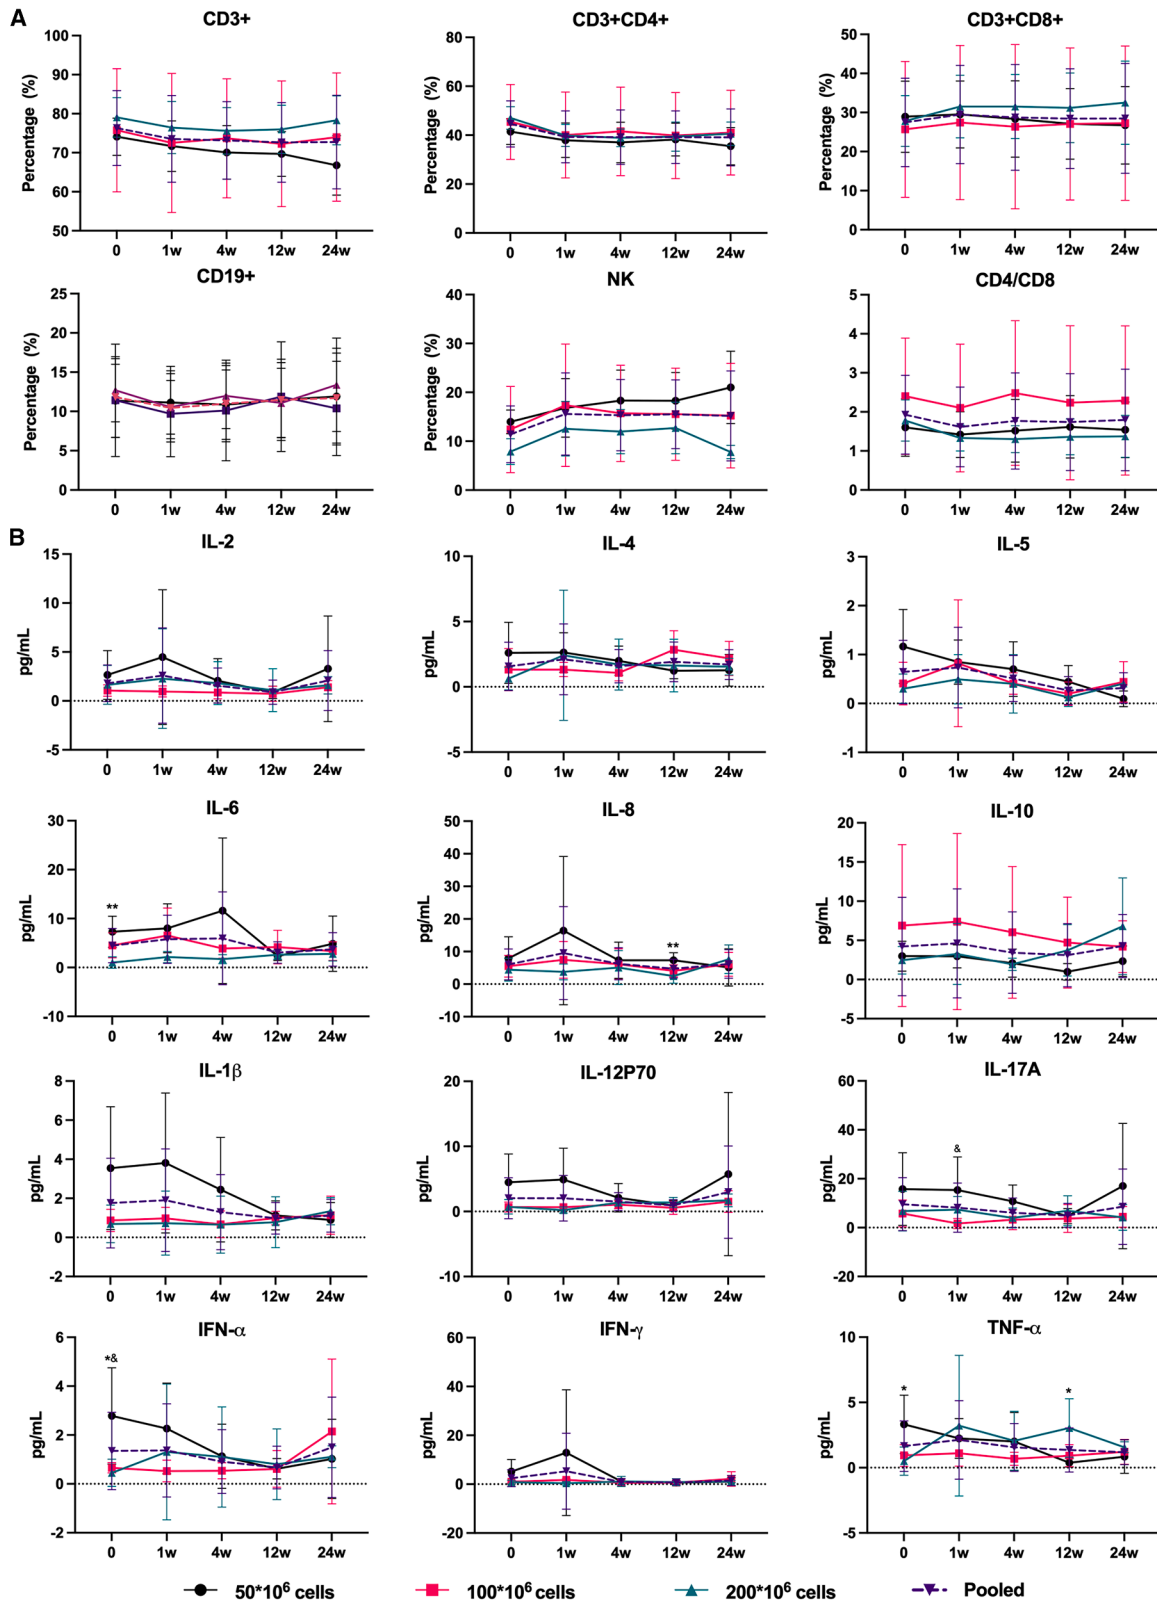 A
CD3+
Percentage (%)
100
90
80
70
60
50
0 1w 4w 12w 24w
CD3+CD4+
Percentage (%)
80
60
40
20
0
0 1w 4w 12w 24w
CD3+CD8+
Percentage (%)
50
40
30
20
10
0
0 1w 4w 12w 24w
CD19+
Percentage (%)
25
20
15
10
5
0
0 1w 4w 12w 24w
NK
Percentage (%)
40
30
20
10
0
0 1w 4w 12w 24w
CD4/CD8
5
4
3
2
1
0
0 1w 4w 12w 24w
B
IL-2
pg/mL
15
10
5
0
-5
0 1w 4w 12w 24w
IL-4
pg/mL
10
5
0
-5
0 1w 4w 12w 24w
IL-5
pg/mL
3
2
1
0
-1
0 1w 4w 12w 24w
IL-6
pg/mL
30
20
10
0
-10
**
0 1w 4w 12w 24w
IL-8
pg/mL
50
40
30
20
10
0
-10
**
0 1w 4w 12w 24w
IL-10
pg/mL
20
15
10
5
0
-5
0 1w 4w 12w 24w
IL-1β
pg/mL
8
6
4
2
0
-2
0 1w 4w 12w 24w
IL-12P70
pg/mL
20
10
0
-10
0 1w 4w 12w 24w
IL-17A
pg/mL
60
40
20
0
-20
&
0 1w 4w 12w 24w
IFN-α
pg/mL
6
4
2
0
-2
*&
0 1w 4w 12w 24w
IFN-γ
pg/mL
60
40
20
0
-20
0 1w 4w 12w 24w
TNF-α
pg/mL
10
5
0
-5
*
*
0 1w 4w 12w 24w
50*10⁶ cells 100*10⁶ cells 200*10⁶ cells Pooled